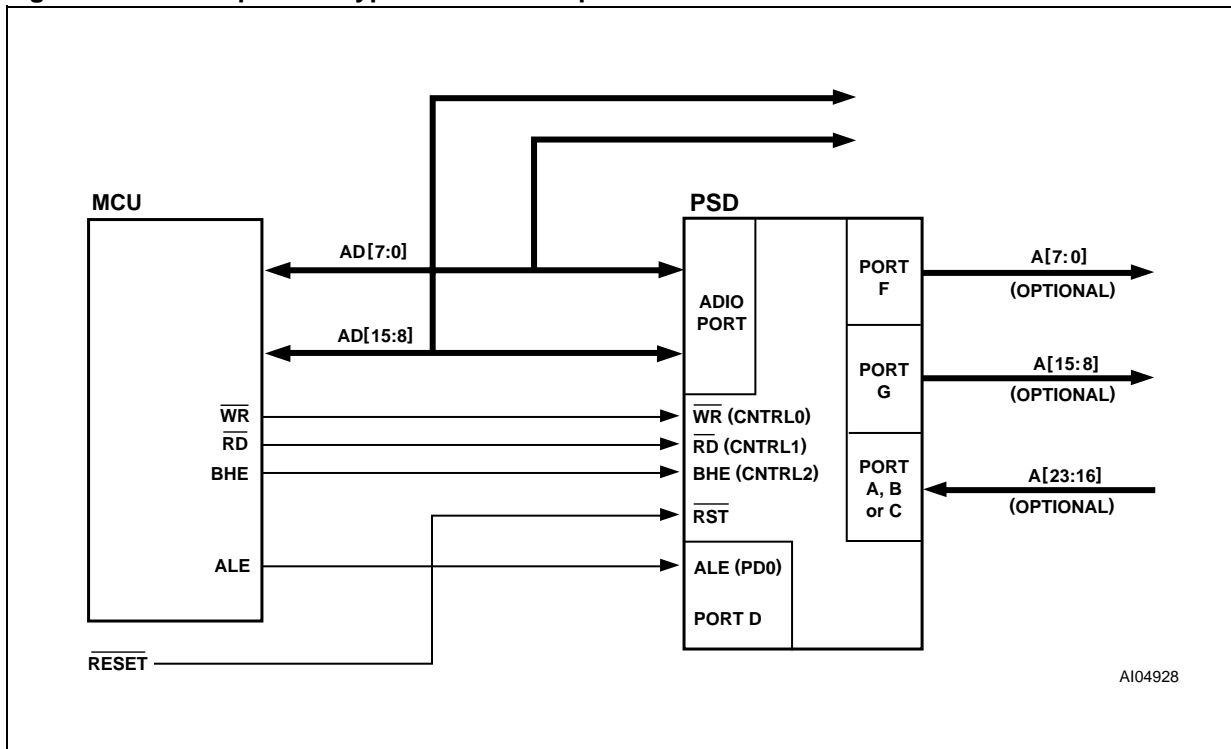 MCU
PSD
AD[7:0]
AD[15:8]
ADIO
PORT
PORT
F
A[7:0]
(OPTIONAL)
PORT
G
A[15:8]
(OPTIONAL)
PORT
A, B
or C
A[23:16]
(OPTIONAL)
WR
WR (CNTRL0)
RD
RD (CNTRL1)
BHE
BHE (CNTRL2)
RST
ALE
ALE (PD0)
PORT D
RESET
AI04928